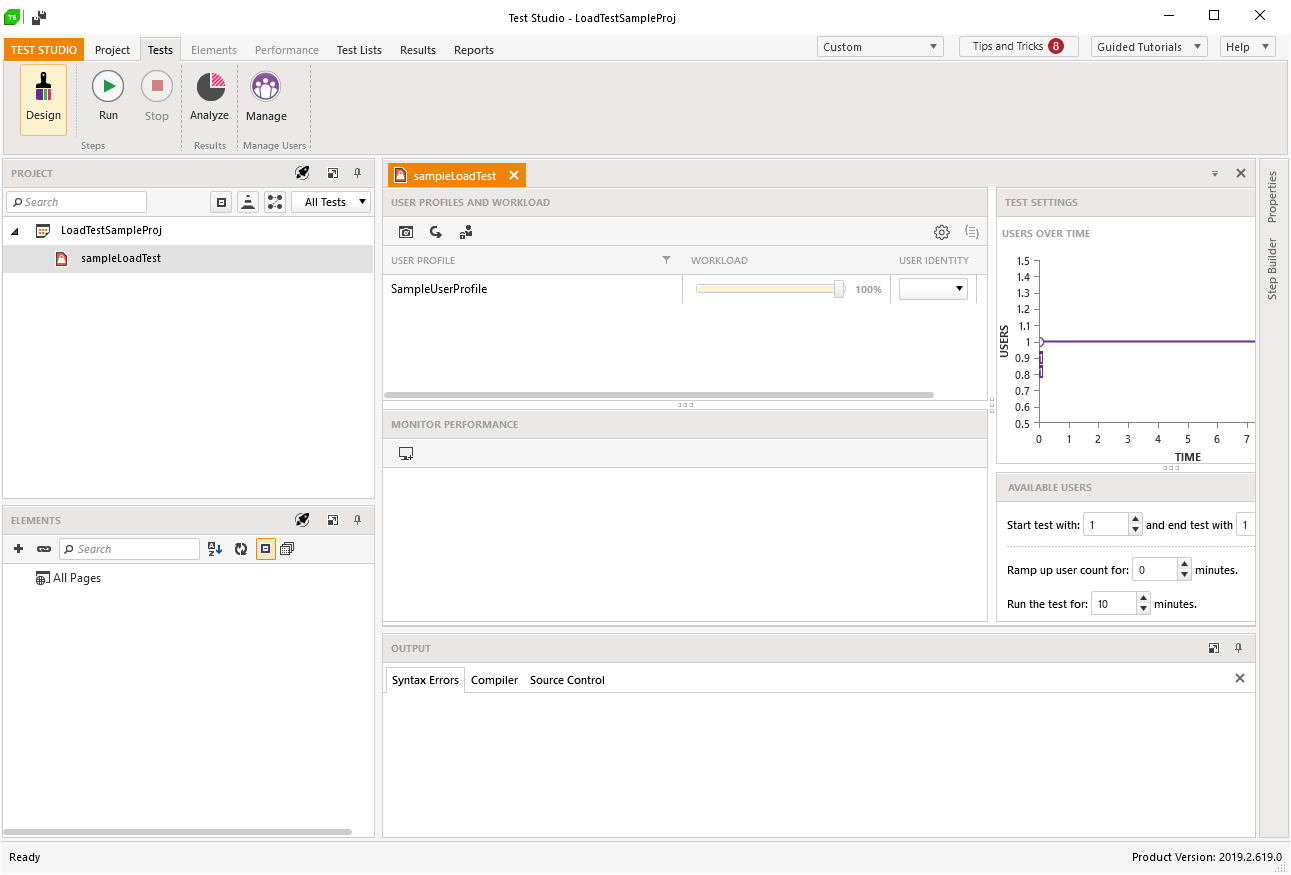 TS Test Studio - LoadTestSampleProj
TEST STUDIO Project Tests Elements Performance Test Lists Results Reports Custom Tips and Tricks 8 Guided Tutorials Help
Design Run Stop Analyze Manage
Steps Results Manage Users
PROJECT
Search All Tests
LoadTestSampleProj
sampleLoadTest
ELEMENTS
Search
All Pages
sampleLoadTest
USER PROFILES AND WORKLOAD
USER PROFILE WORKLOAD USER IDENTITY
SampleUserProfile 100%
MONITOR PERFORMANCE
TEST SETTINGS
USERS OVER TIME
1.5
1.4
1.3
1.2
1.1
1
0.9
0.8
0.7
0.6
0.5
USERS
0 1 2 3 4 5 6 7
TIME
AVAILABLE USERS
Start test with: 1 and end test with 1
Ramp up user count for: 0 minutes.
Run the test for: 10 minutes.
Properties
Step Builder
OUTPUT
Syntax Errors Compiler Source Control
Ready Product Version: 2019.2.619.0